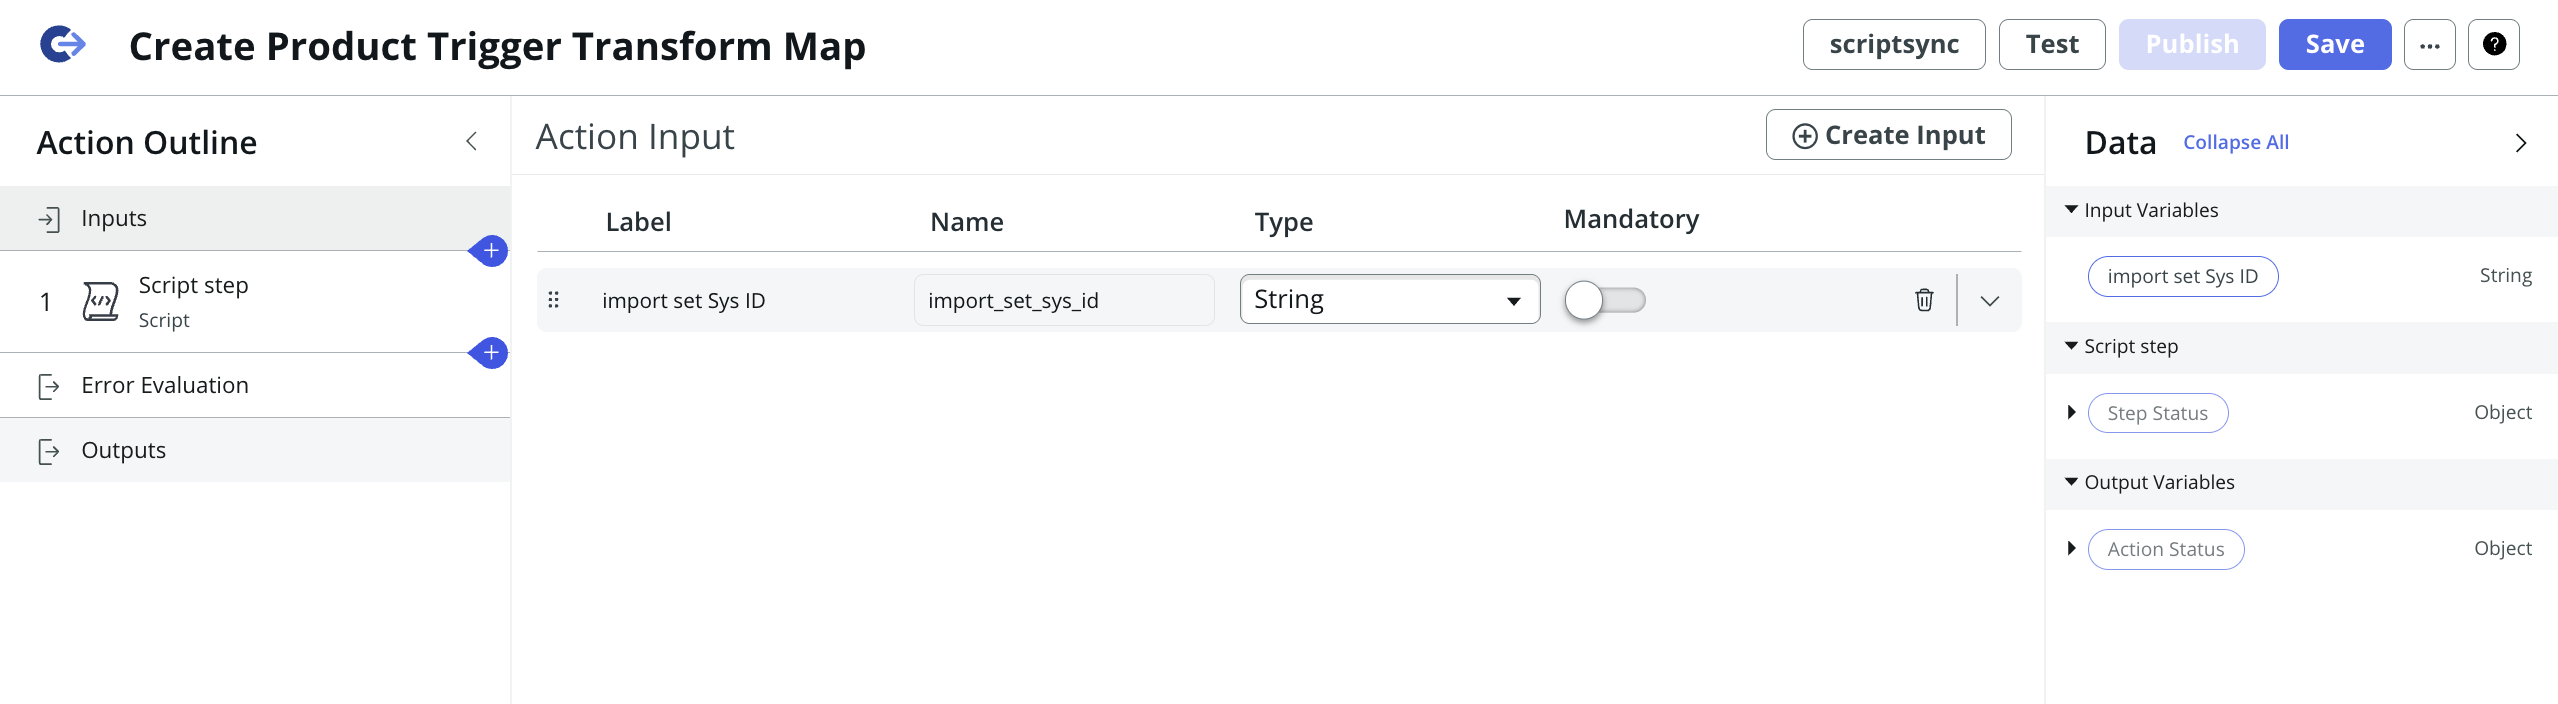 Create Product Trigger Transform Map
scriptsync
Test
Publish
Save
...
?
Action Outline
Inputs
1
Script step
Script
Error Evaluation
Outputs
Action Input
Create Input
Label Name Type Mandatory
import set Sys ID import_set_sys_id String
Data Collapse All
Input Variables
import set Sys ID String
Script step
Step Status Object
Output Variables
Action Status Object